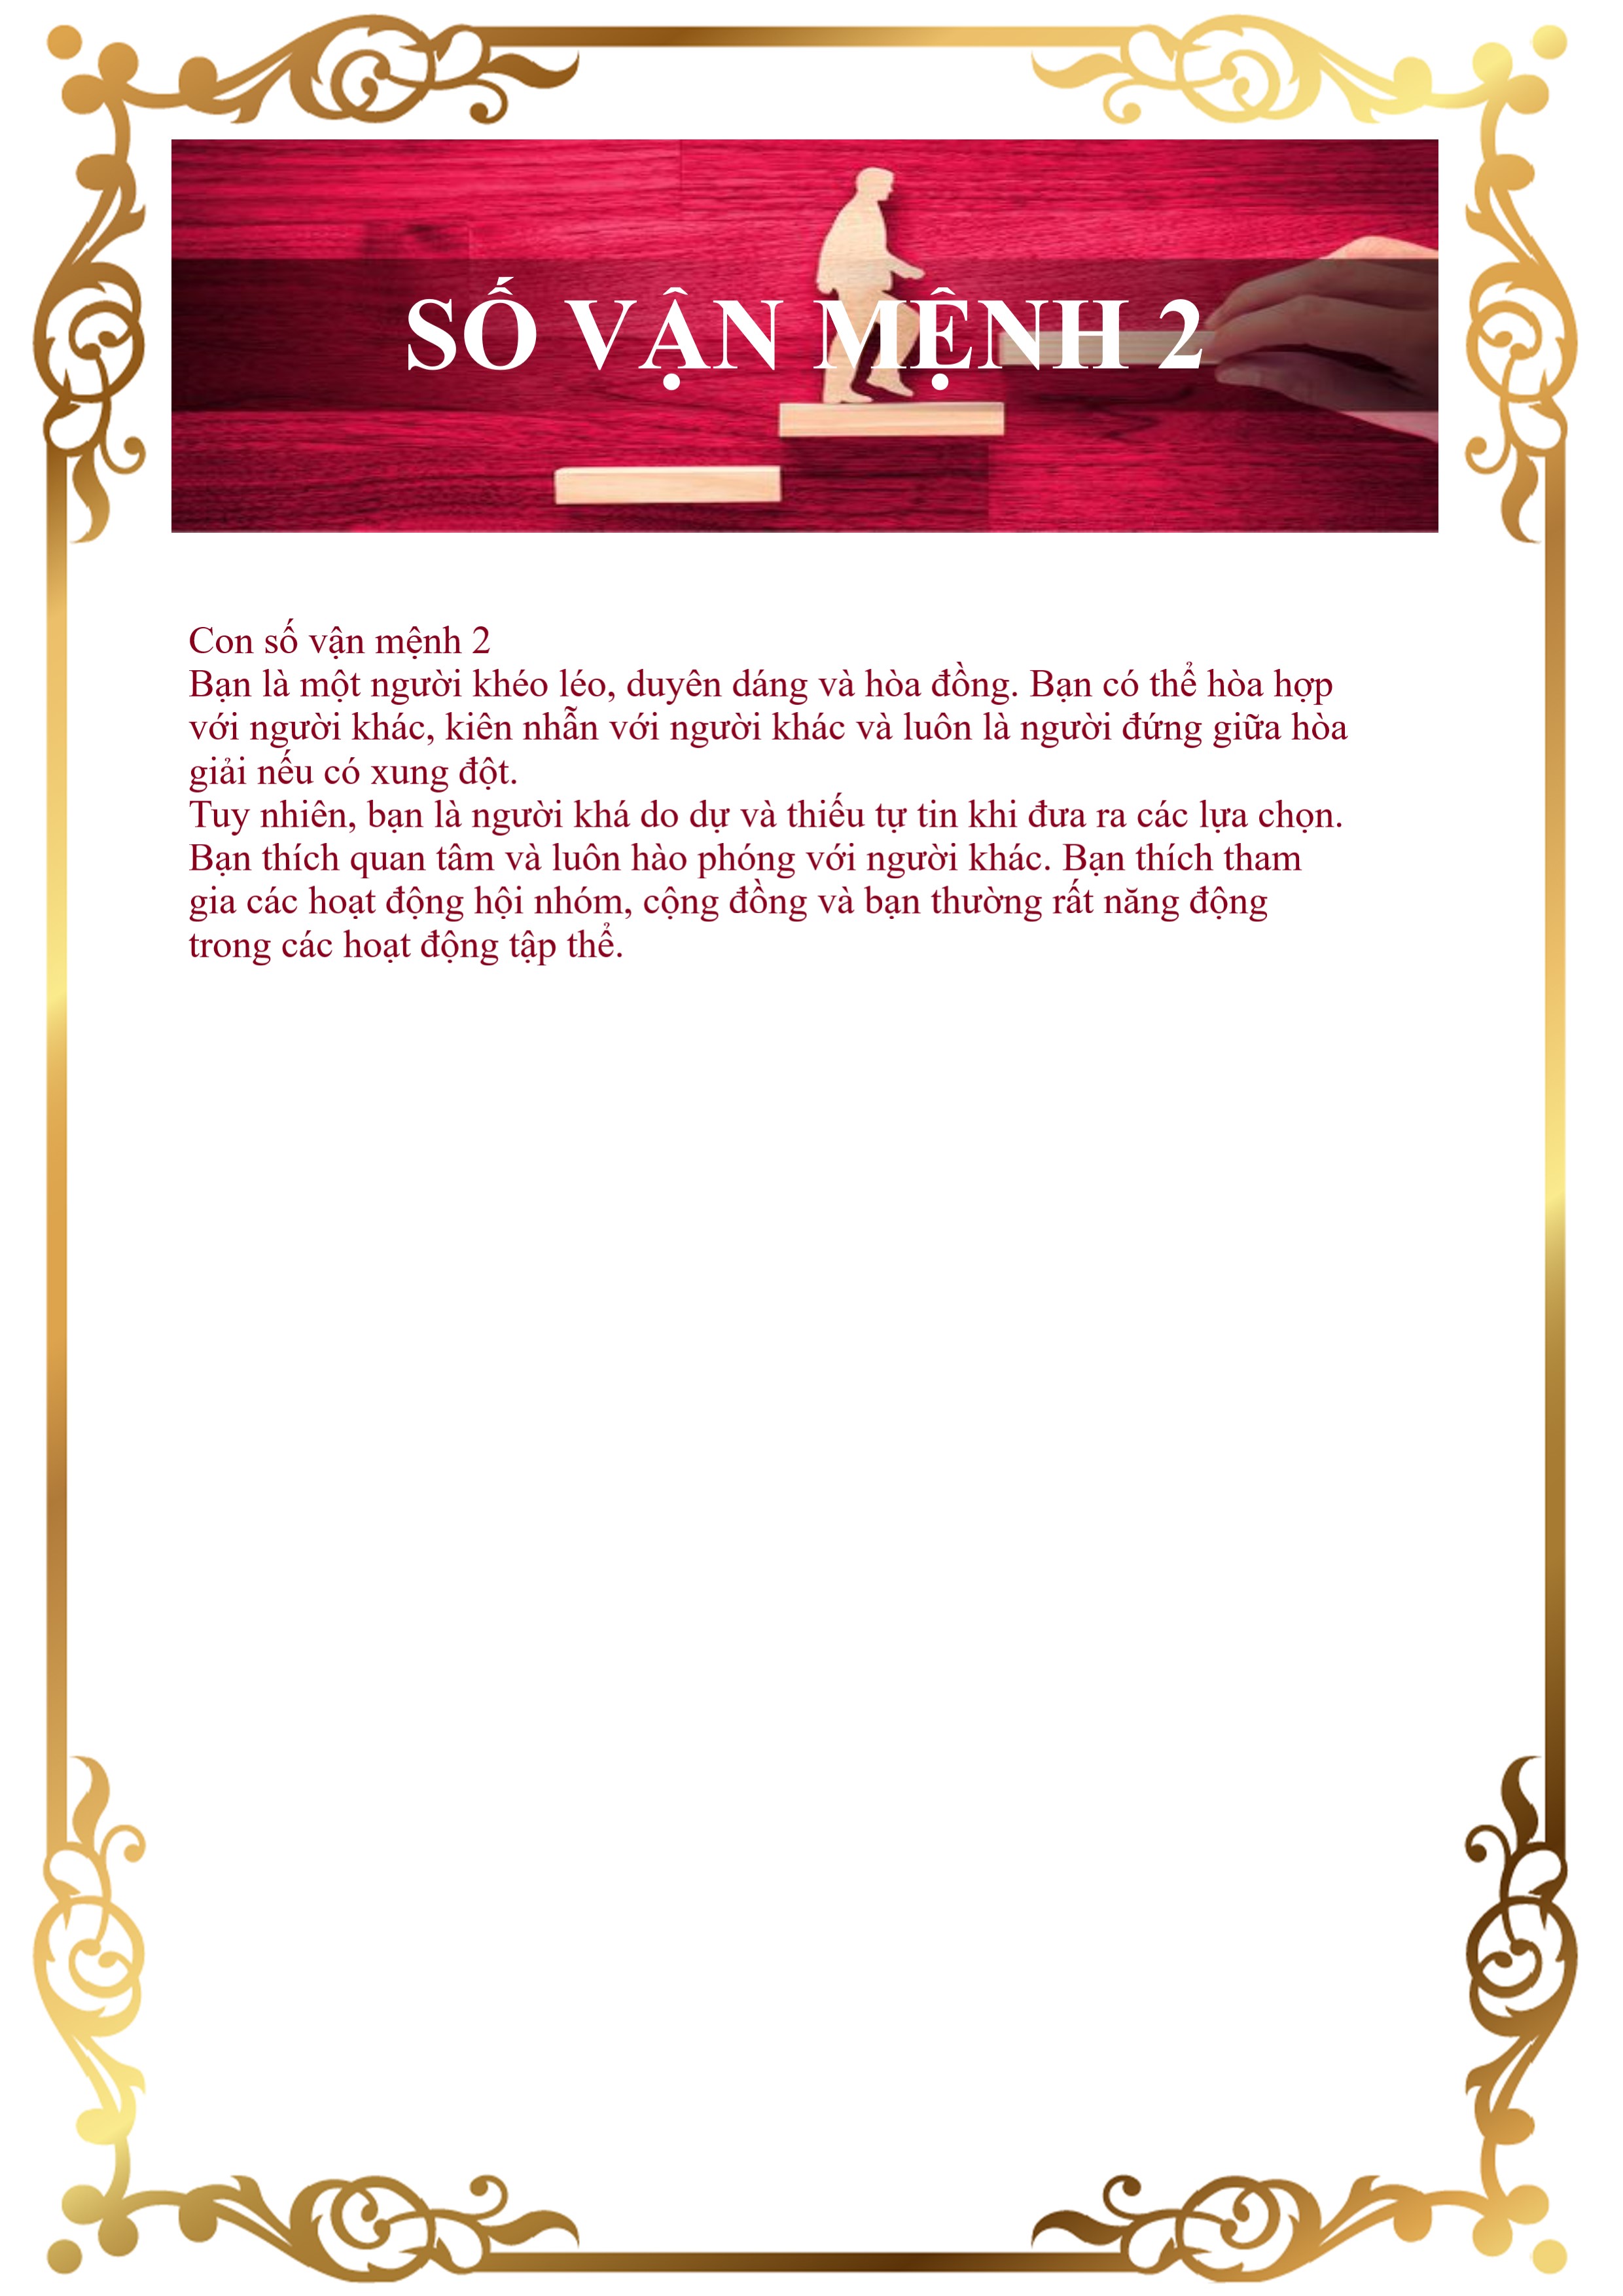 SỐ VẬN MỆNH 2
Con số vận mệnh 2
Bạn là một người khéo léo, duyên dáng và hòa đồng. Bạn có thể hòa hợp
với người khác, kiên nhẫn với người khác và luôn là người đứng giữa hòa
giải nếu có xung đột.
Tuy nhiên, bạn là người khá do dự và thiếu tự tin khi đưa ra các lựa chọn.
Bạn thích quan tâm và luôn hào phóng với người khác. Bạn thích tham
gia các hoạt động hội nhóm, cộng đồng và bạn thường rất năng động
trong các hoạt động tập thể.